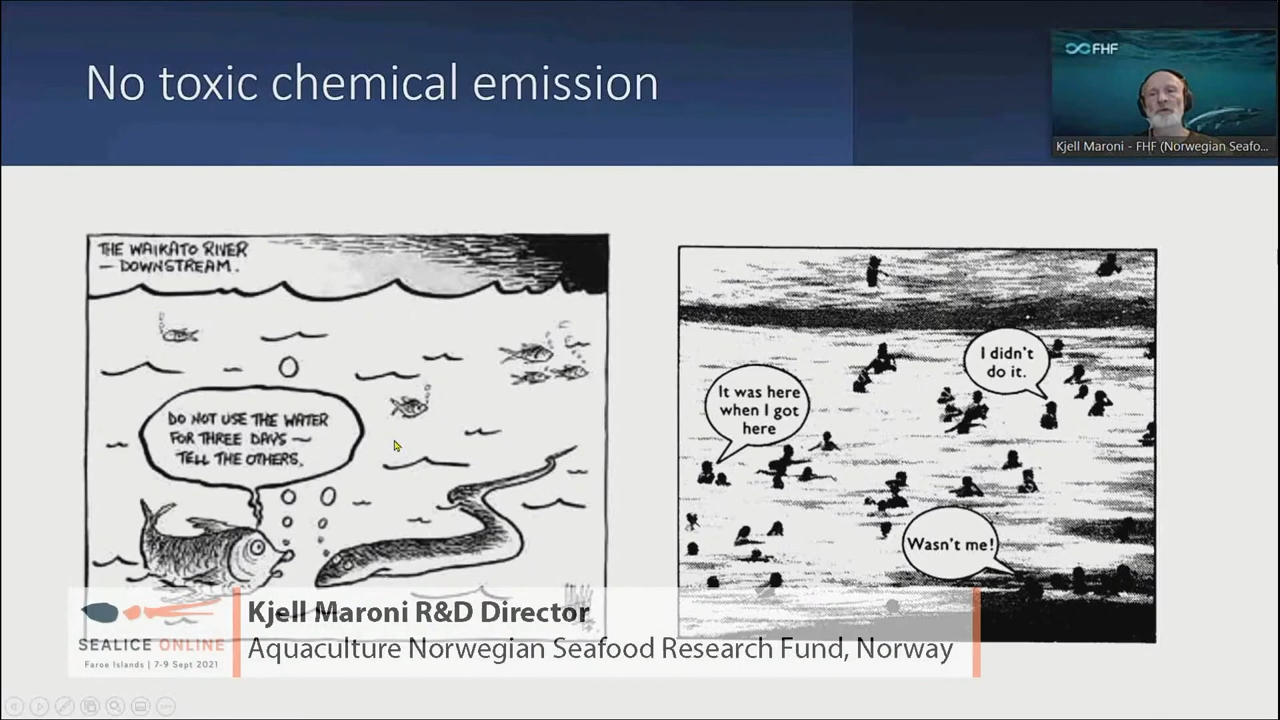 No toxic chemical emission
FHF
Kjell Maroni - FHF (Norwegian Seafo...
THE WAIKATO RIVER
— DOWNSTREAM.
DO NOT USE THE WATER
FOR THREE DAYS —
TELL THE OTHERS.
I didn't
do it.
It was here
when I got
here
Wasn't me!
Kjell Maroni R&D Director
Aquaculture Norwegian Seafood Research Fund, Norway
SEALICE ONLINE
Faroe Islands | 7-9 Sept 2021